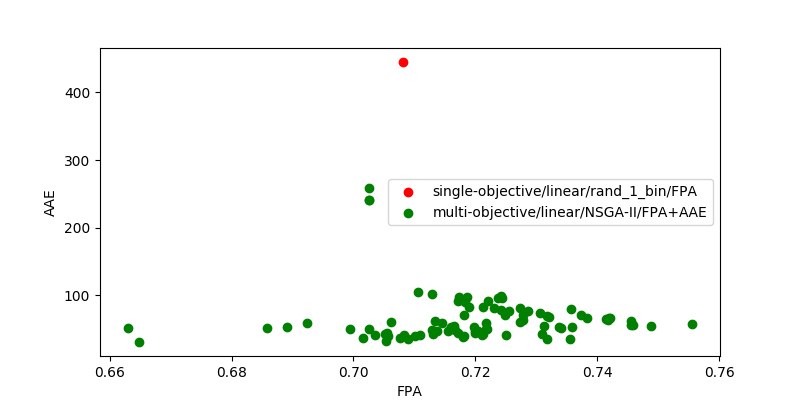 400
300
200
100
AAE
single-objective/linear/rand_1_bin/FPA
multi-objective/linear/NSGA-II/FPA+AAE
0.66 0.68 0.70 0.72 0.74 0.76
FPA